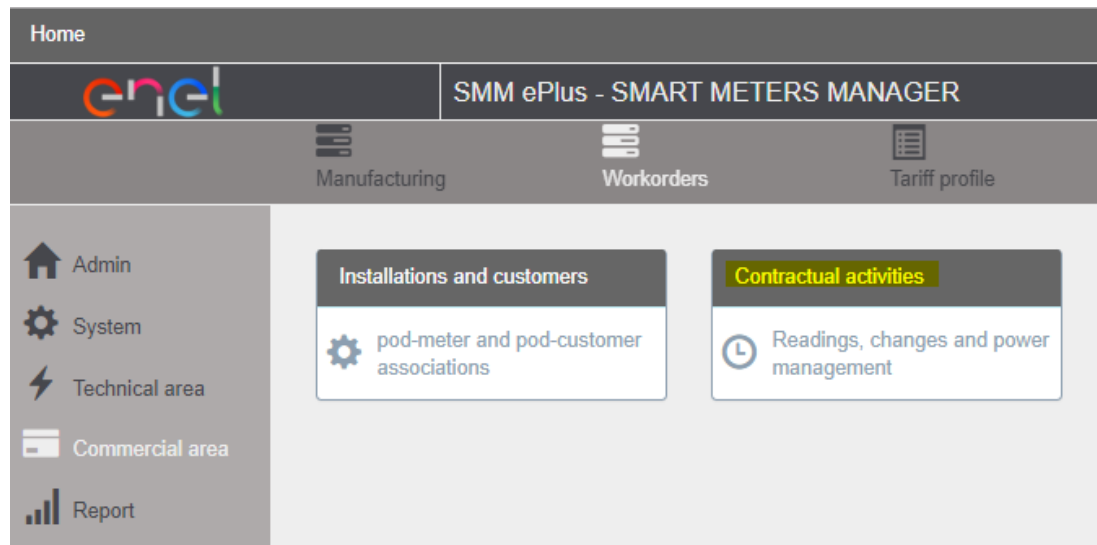 Home
enel
SMM ePlus - SMART METERS MANAGER
Manufacturing
Workorders
Tariff profile
Admin
System
Technical area
Commercial area
Report
Installations and customers
pod-meter and pod-customer
associations
Contractual activities
Readings, changes and power
management